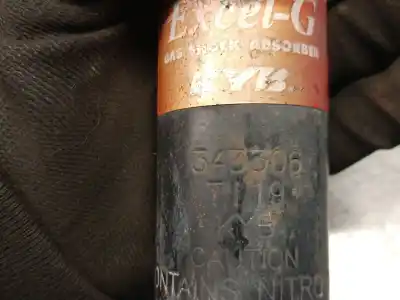 Excel-G
GAS SHOCK ABSORBER
KYB
343306
CAUTION
CONTAINS NITRO